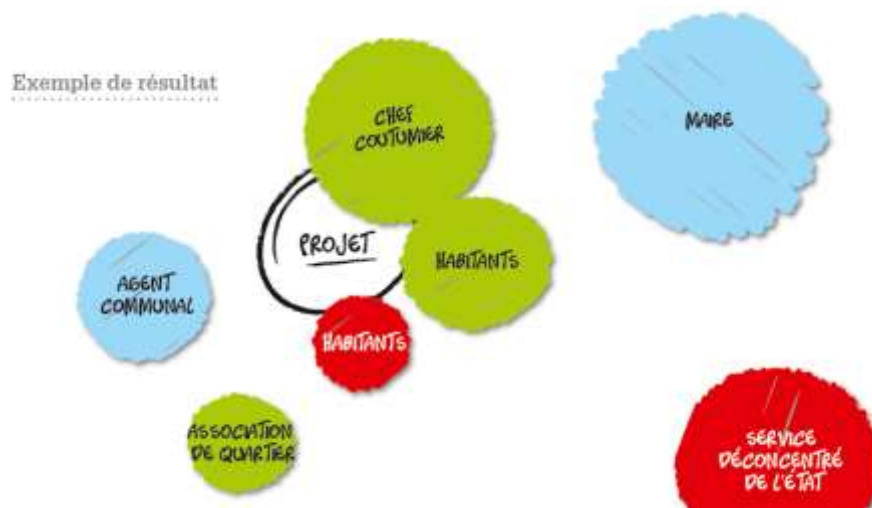 Exemple de résultat
CHEF
COUTUMIER
MAIRE
PROJET
HABITANTS
AGENT
COMMUNAL
HABITANTS
ASSOCIATION
DE QUARTIER
SERVICE
DÉCONCENTRÉ
DE L'ÉTAT